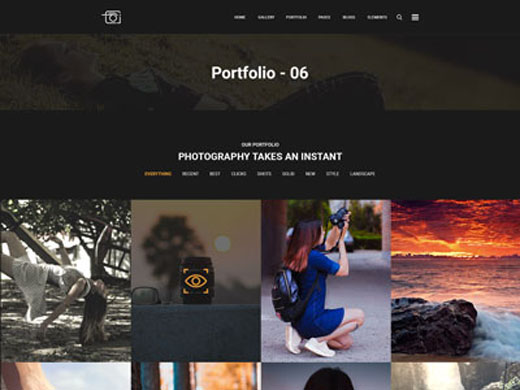 HOME GALLERY PORTFOLIO PAGES BLOGS ELEMENTS
Portfolio - 06
OUR PORTFOLIO
PHOTOGRAPHY TAKES AN INSTANT
EVERYTHING RECENT BEST CLICKS SHOTS SOLID NEW STYLE LANDSCAPE